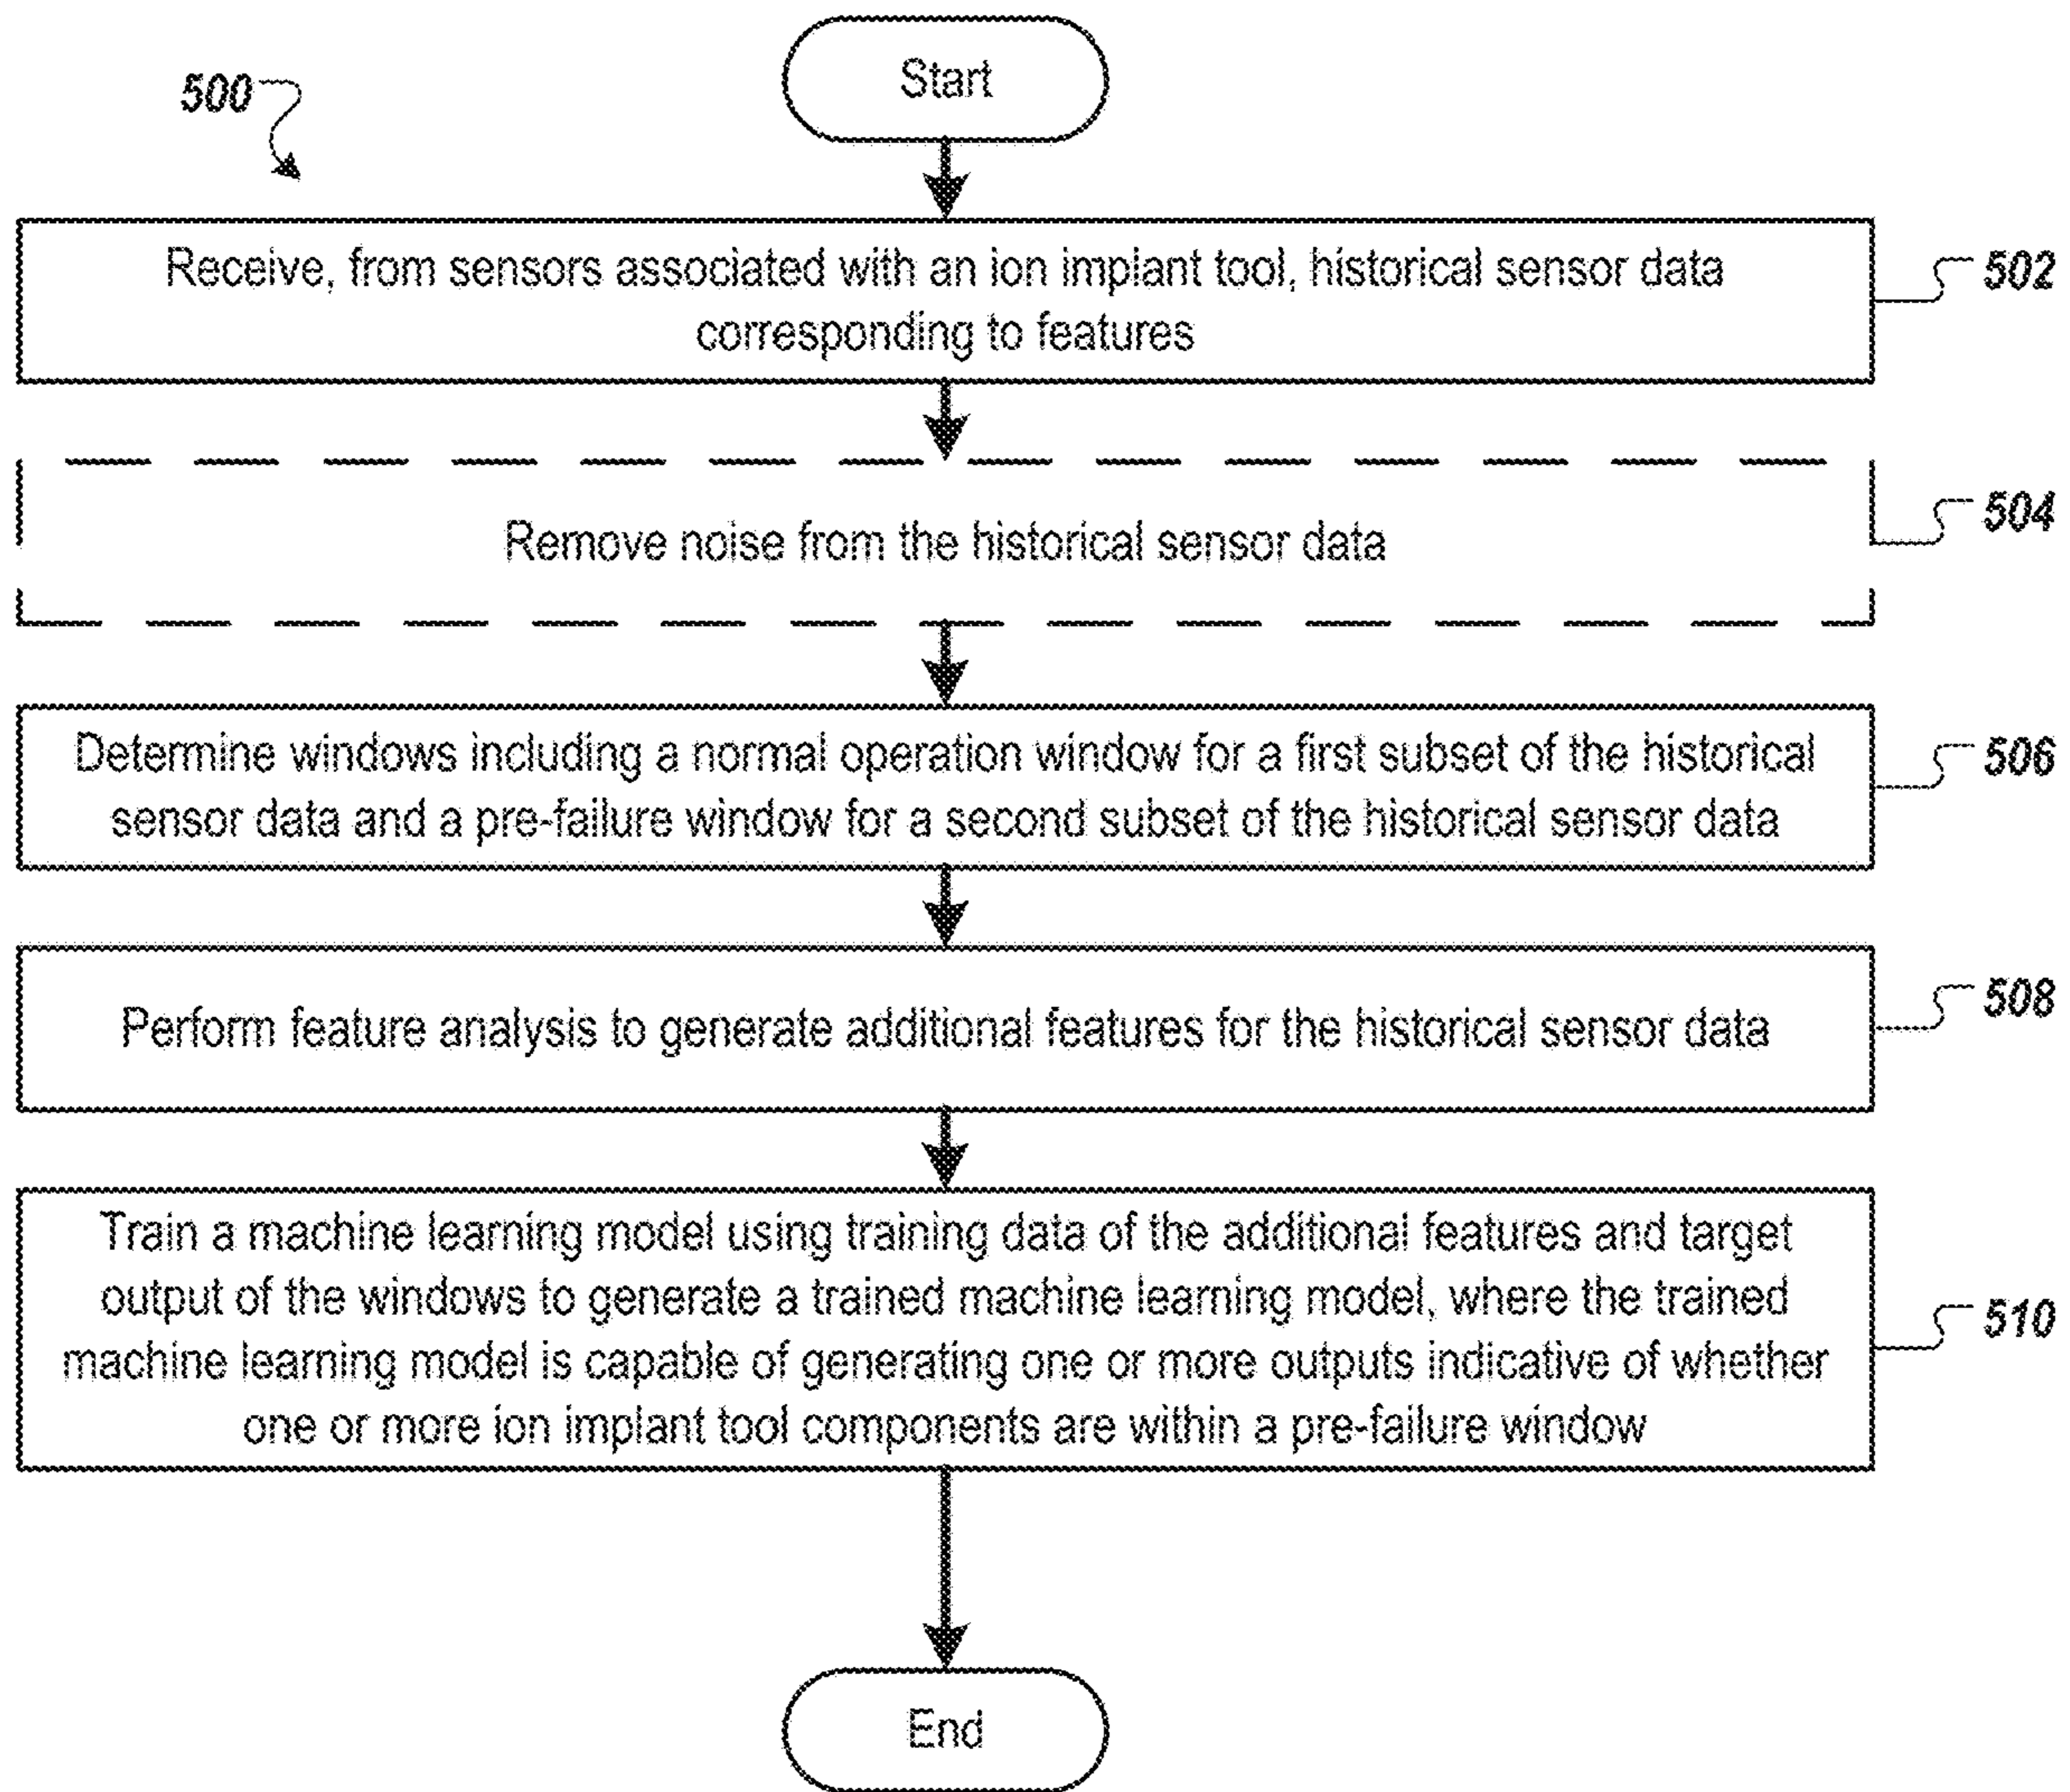 500
Start
Receive, from sensors associated with an ion implant tool, historical sensor data
corresponding to features
502
Remove noise from the historical sensor data
504
Determine windows including a normal operation window for a first subset of the historical
sensor data and a pre-failure window for a second subset of the historical sensor data
506
Perform feature analysis to generate additional features for the historical sensor data
508
Train a machine learning model using training data of the additional features and target
output of the windows to generate a trained machine learning model, where the trained
machine learning model is capable of generating one or more outputs indicative of whether
one or more ion implant tool components are within a pre-failure window
510
End